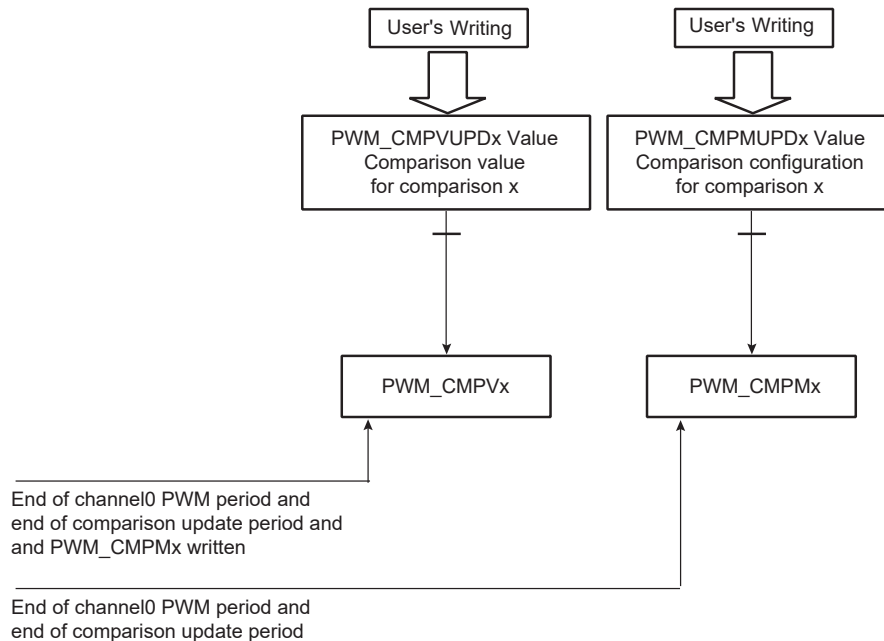 User's Writing
User's Writing
PWM_CMPVUPDx Value
Comparison value
for comparison x
PWM_CMPMUPDx Value
Comparison configuration
for comparison x
PWM_CMPVx
PWM_CMPMx
End of channel0 PWM period and
end of comparison update period and
and PWM_CMPMx written
End of channel0 PWM period and
end of comparison update period